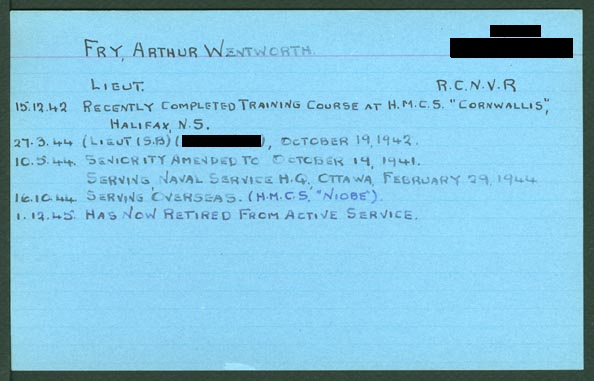 FRY, ARTHUR WENTWORTH.
LIEUT. R.C.N.V.R
15.12.42 RECENTLY COMPLETED TRAINING COURSE AT H.M.C.S. "CORNWALLIS",
HALIFAX, N.S.
27.3.44 (LIEUT (S.B) ( ), OCTOBER 19, 1942.
10.5.44. SENIORITY AMENDED TO OCTOBER 19, 1941.
SERVING NAVAL SERVICE H.Q, OTTAWA, FEBRUARY 29, 1944
16.10.44 SERVING OVERSEAS. (H.M.C.S. "NIOBE").
1.12.45. HAS NOW RETIRED FROM ACTIVE SERVICE.